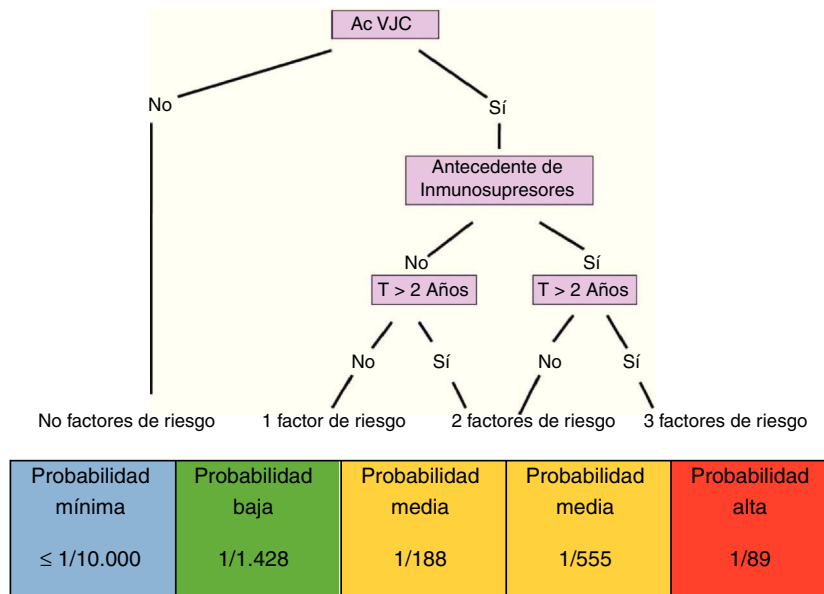 Ac VJC
No
Sí
Antecedente de
Inmunosupresores
No
Sí
T > 2 Años
T > 2 Años
No
Sí
No
Sí
No factores de riesgo
1 factor de riesgo
2 factores de riesgo
3 factores de riesgo
Probabilidad
mínima
≤ 1/10.000
Probabilidad
baja
1/1.428
Probabilidad
media
1/188
Probabilidad
media
1/555
Probabilidad
alta
1/89